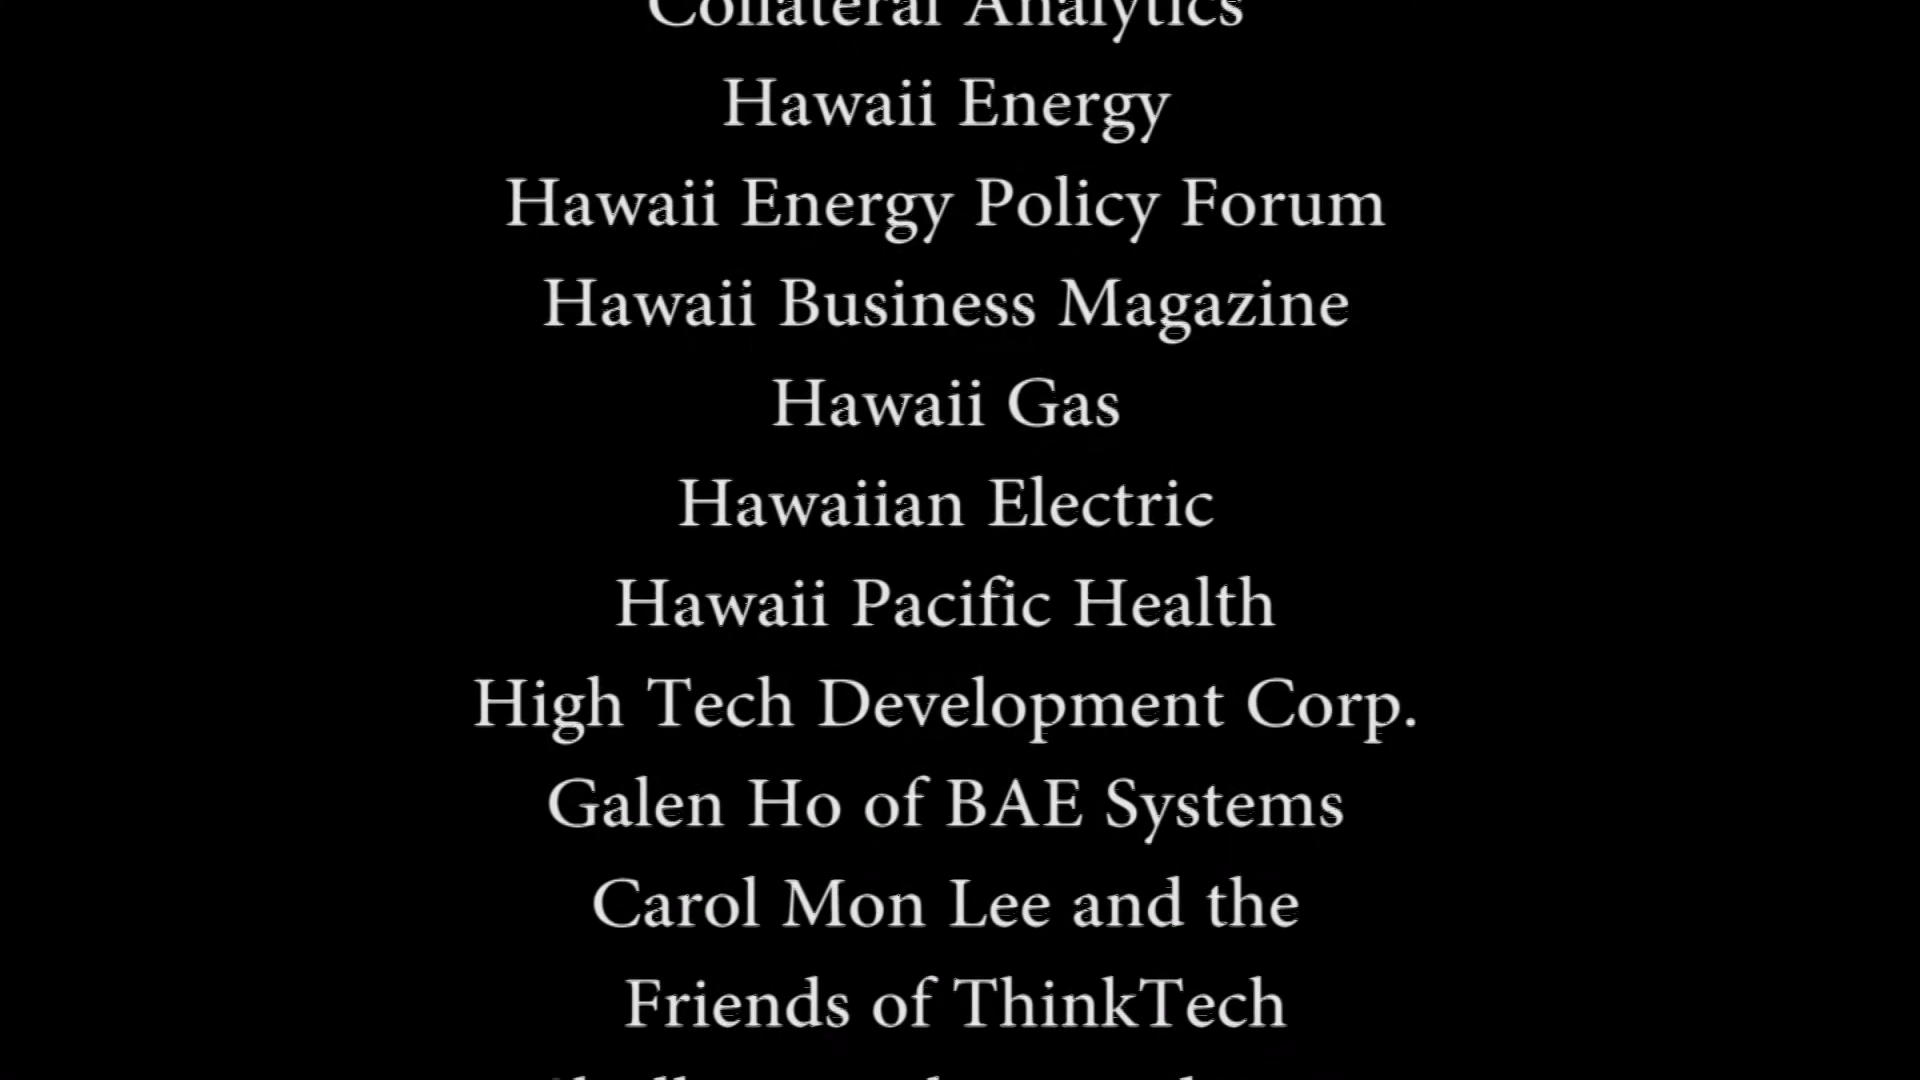 Collateral Analytics
Hawaii Energy
Hawaii Energy Policy Forum
Hawaii Business Magazine
Hawaii Gas
Hawaiian Electric
Hawaii Pacific Health
High Tech Development Corp.
Galen Ho of BAE Systems
Carol Mon Lee and the
Friends of ThinkTech